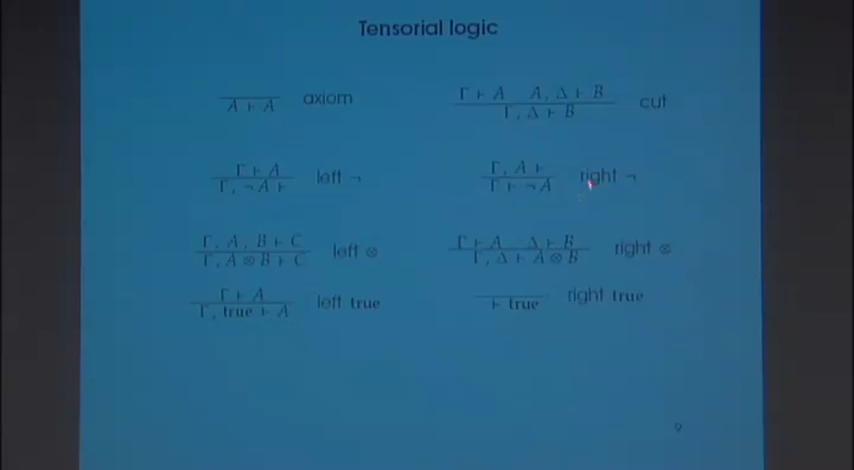 Tensorial logic
A ⊢ A axiom
Γ ⊢ A A, Δ ⊢ B
Γ, Δ ⊢ B cut
Γ ⊢ A
Γ, ¬A ⊢ left ¬
Γ, A ⊢
Γ ⊢ ¬A right ¬
Γ, A, B ⊢ C
Γ, A ⊗ B ⊢ C left ⊗
Γ ⊢ A Δ ⊢ B
Γ, Δ ⊢ A ⊗ B right ⊗
Γ ⊢ A
Γ, true ⊢ A left true
⊢ true right true
9